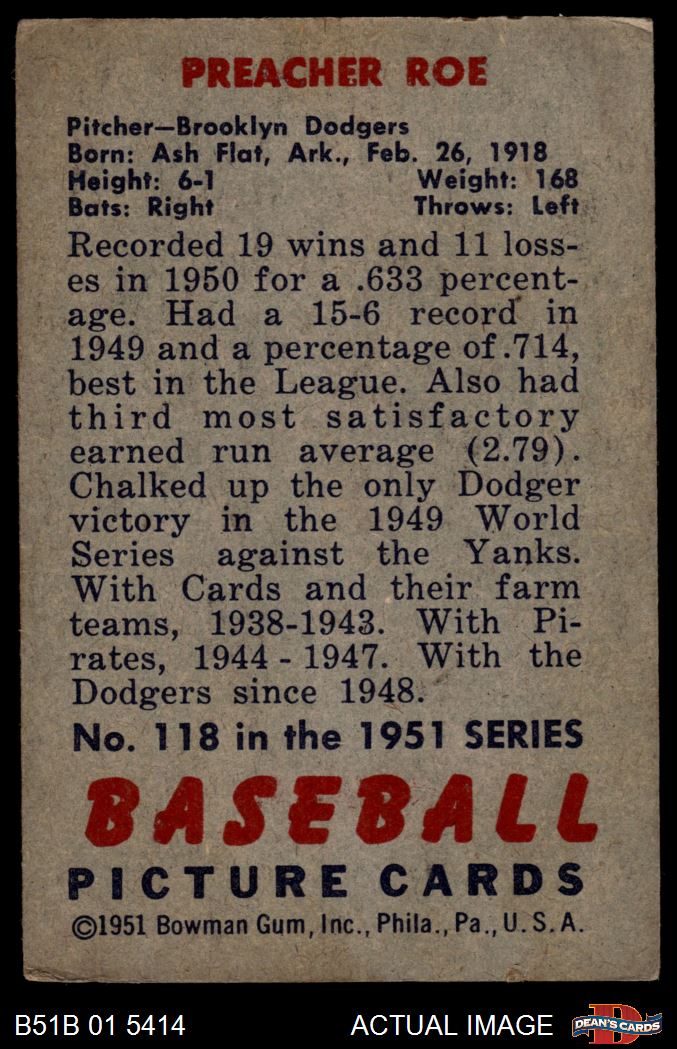 PREACHER ROE
Pitcher—Brooklyn Dodgers
Born: Ash Flat, Ark., Feb. 26, 1918
Height: 6-1 Weight: 168
Bats: Right Throws: Left
Recorded 19 wins and 11 loss-
es in 1950 for a .633 percent-
age. Had a 15-6 record in
1949 and a percentage of .714,
best in the League. Also had
third most satisfactory
earned run average (2.79).
Chalked up the only Dodger
victory in the 1949 World
Series against the Yanks.
With Cards and their farm
teams, 1938-1943. With Pi-
rates, 1944 - 1947. With the
Dodgers since 1948.
No. 118 in the 1951 SERIES
BASEBALL
PICTURE CARDS
©1951 Bowman Gum, Inc., Phila., Pa., U.S.A.
B51B 01 5414 ACTUAL IMAGE DEAN'S CARDS